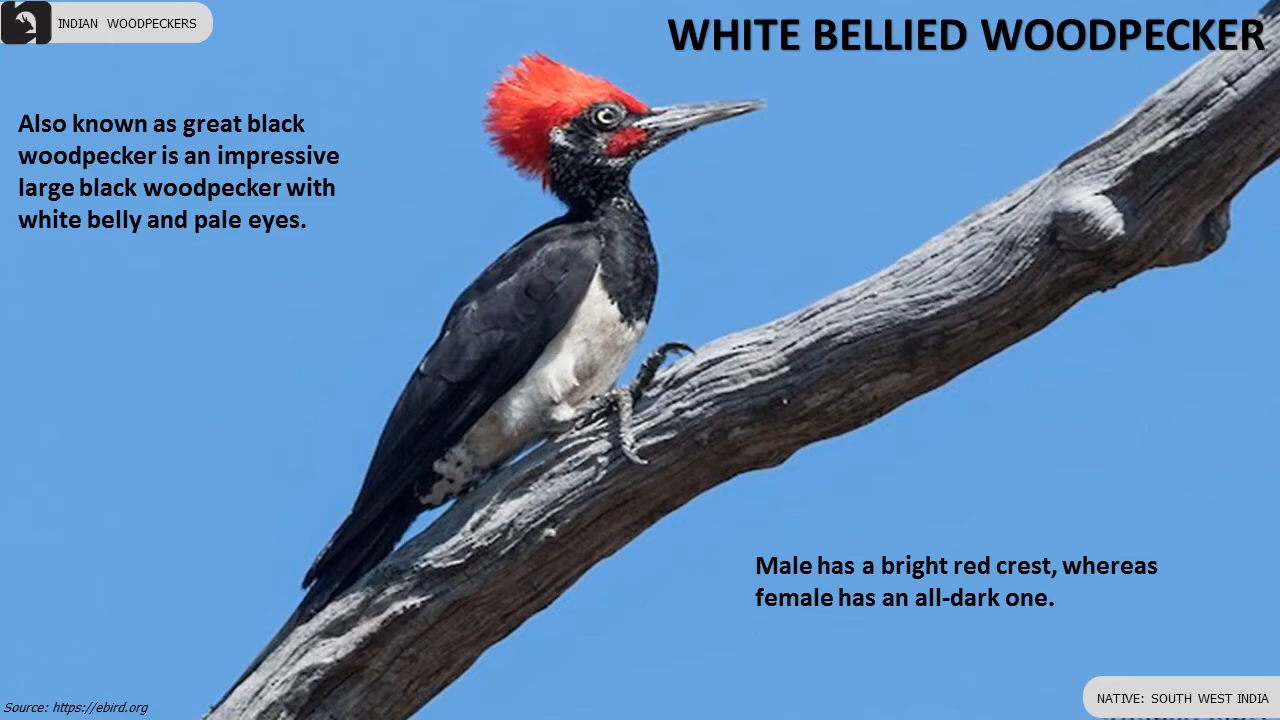 INDIAN WOODPECKERS
WHITE BELLIED WOODPECKER
Also known as great black
woodpecker is an impressive
large black woodpecker with
white belly and pale eyes.
Male has a bright red crest, whereas
female has an all-dark one.
Source: https://ebird.org
NATIVE: SOUTH WEST INDIA